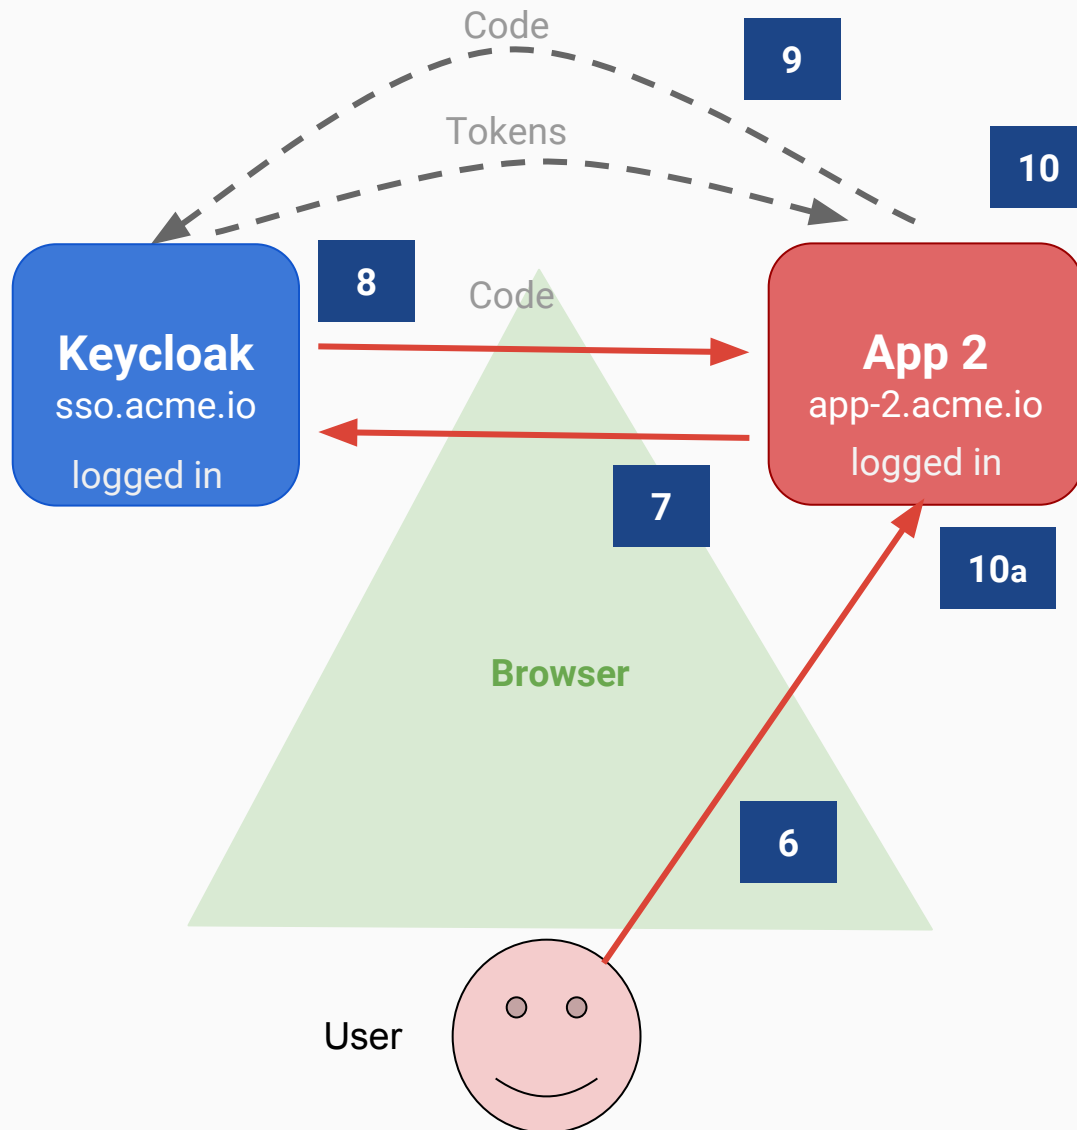 Code
9
Tokens
10
8
Code
Keycloak
sso.acme.io
logged in
App 2
app-2.acme.io
logged in
7
10a
Browser
6
User